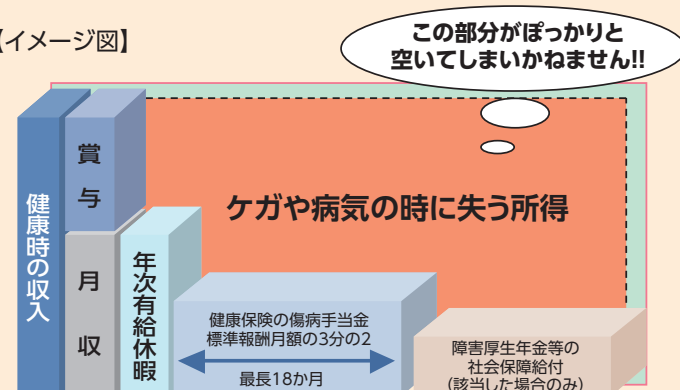 【イメージ図】
この部分がぽっかりと
空いてしまいかねません!!
健康時の収入
賞与
月収
年次有給休暇
ケガや病気の時に失う所得
健康保険の傷病手当金
標準報酬月額の3分の2
最長18か月
障害厚生年金等の
社会保障給付
(該当した場合のみ)